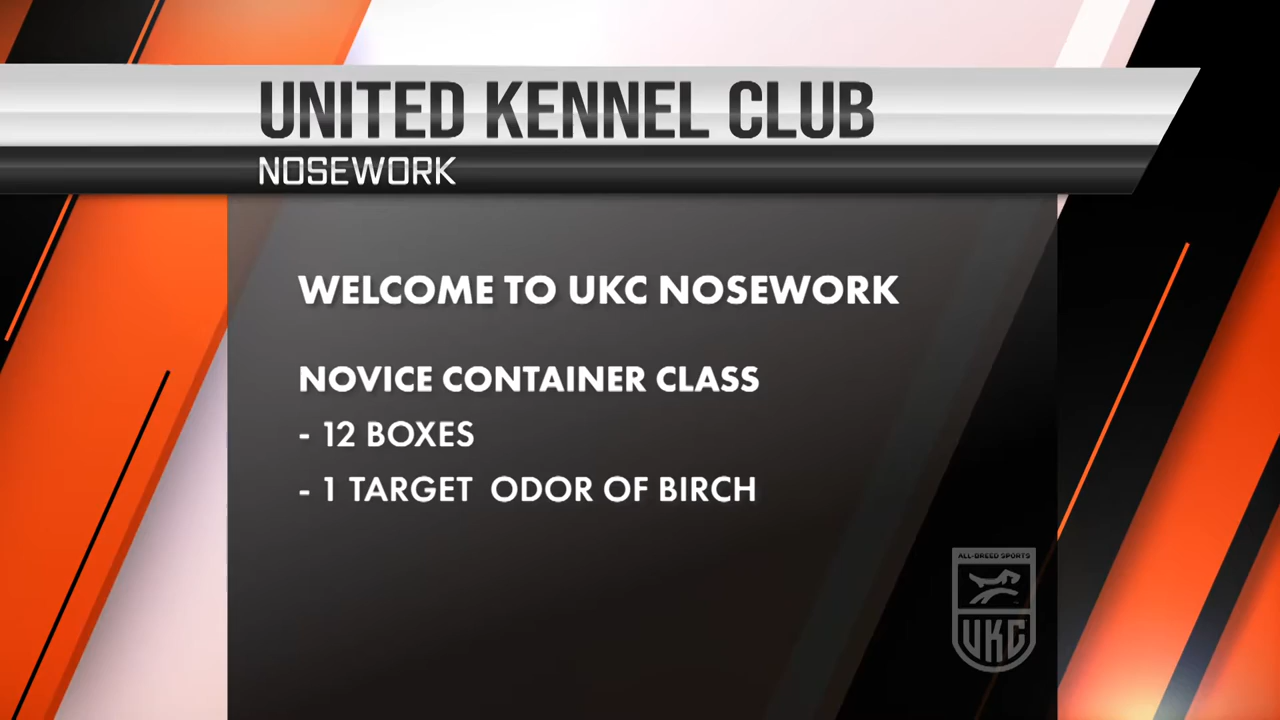 UNITED KENNEL CLUB
NOSEWORK
WELCOME TO UKC NOSEWORK
NOVICE CONTAINER CLASS
- 12 BOXES
- 1 TARGET ODOR OF BIRCH
ALL-BREED SPORTS
UKC